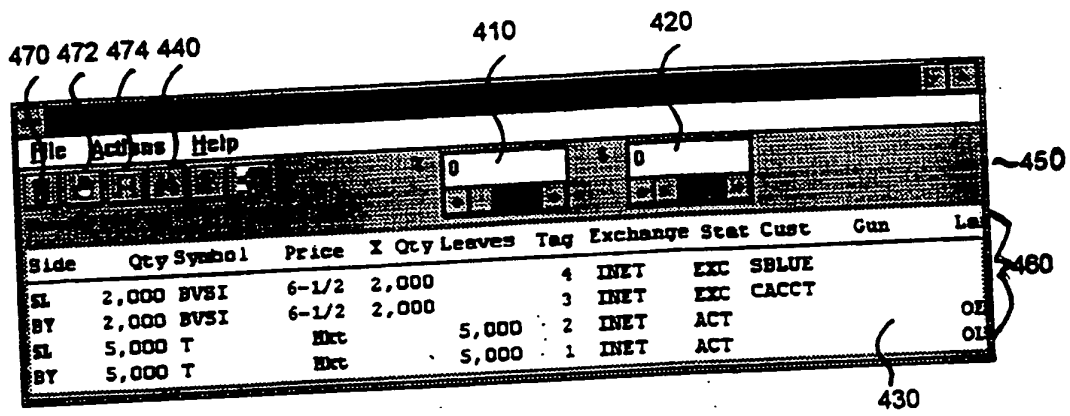 410 420
470 472 474 440
File Actions Help
0 0
450
Side Qty Symbol Price X Qty Leaves Tag Exchange Stat Cust Gun La
SL 2,000 BVSI 6-1/2 2,000 4 INET EXC SBLUE
BY 2,000 BVSI 6-1/2 2,000 3 INET EXC CACCT
SL 5,000 T Mkt 5,000 2 INET ACT
BY 5,000 T Mkt 5,000 1 INET ACT
460
430